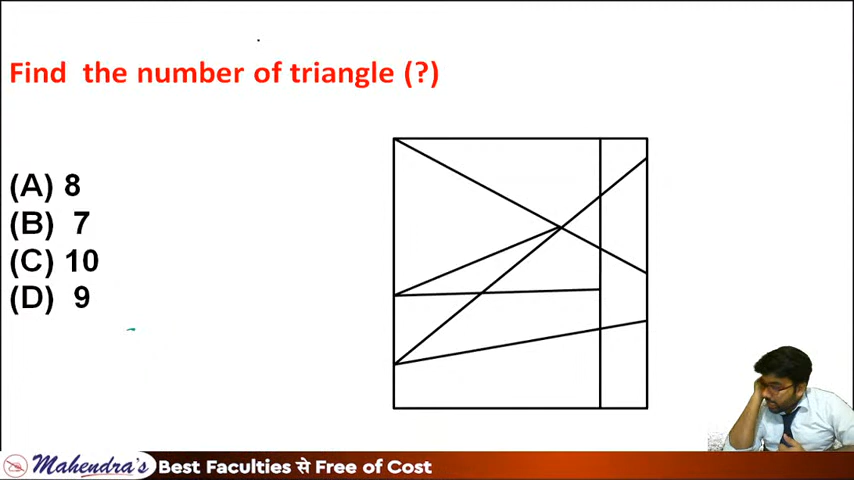 Find the number of triangle (?)
(A) 8
(B) 7
(C) 10
(D) 9
Mahendra's Best Faculties से Free of Cost